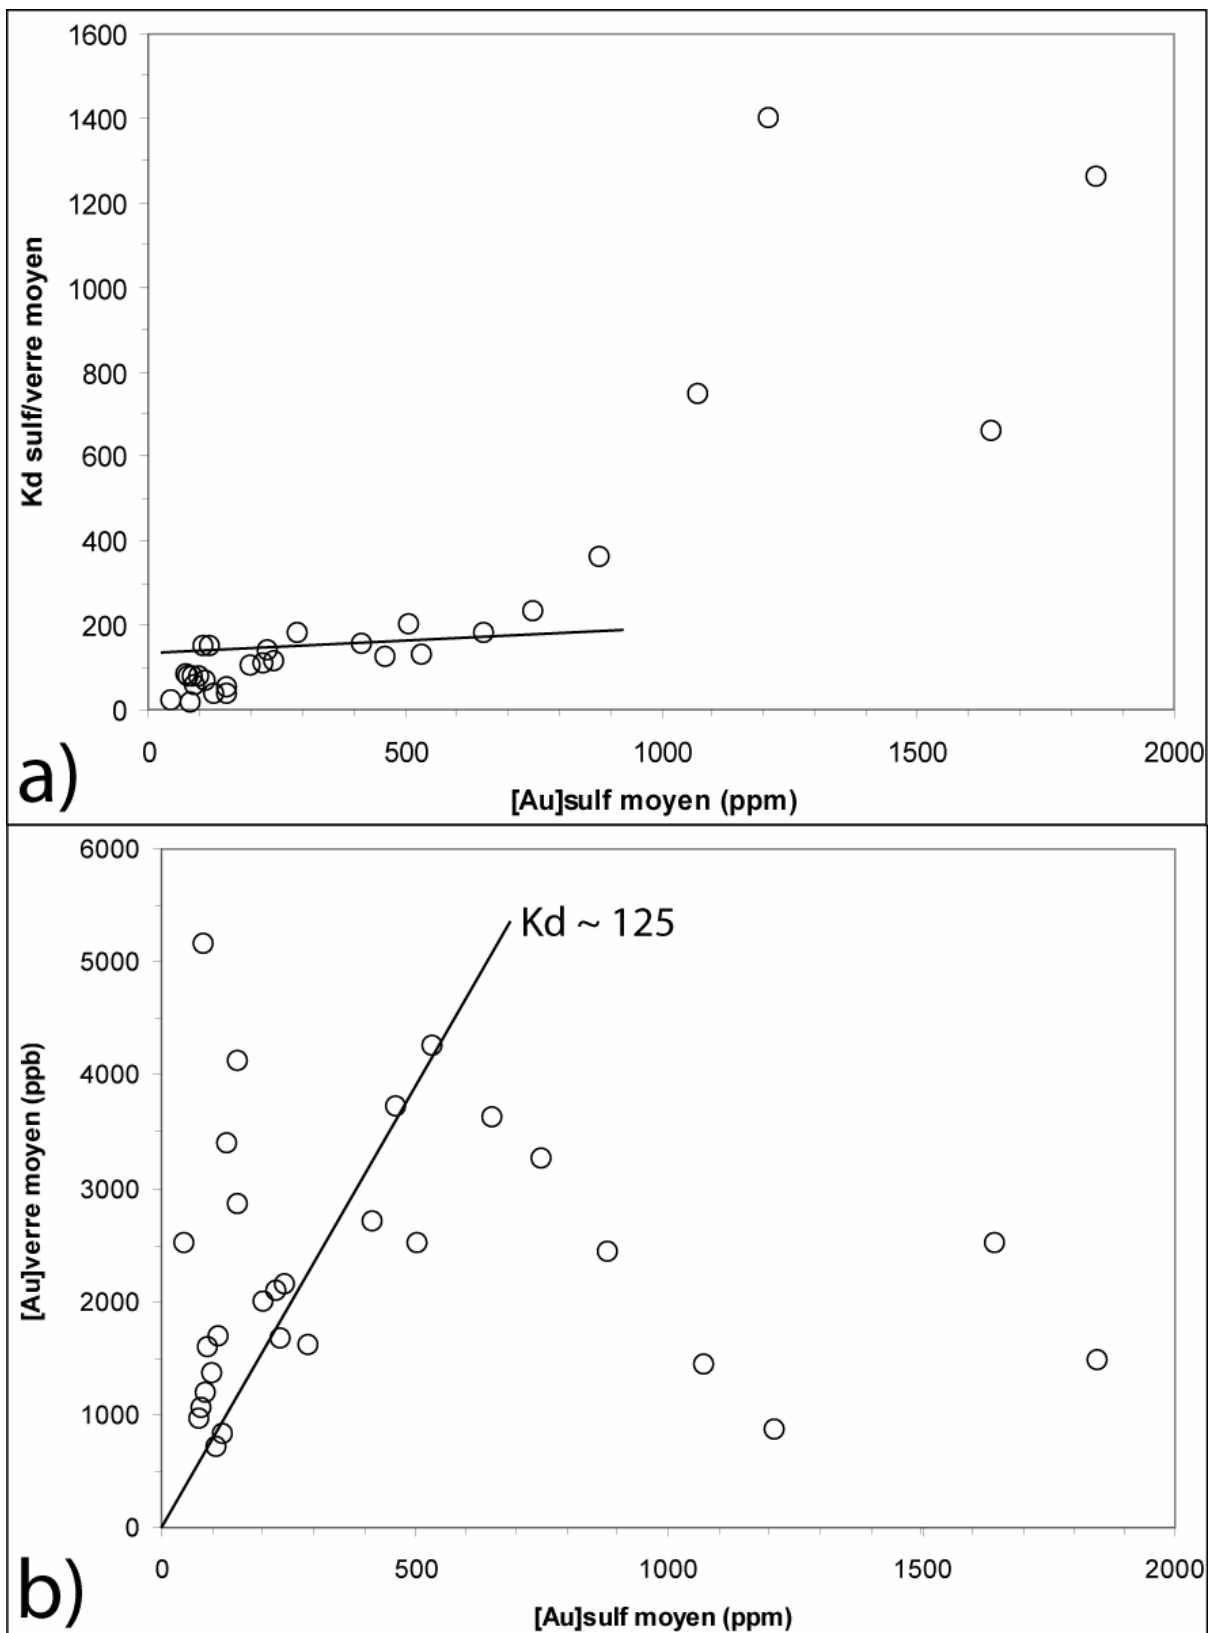 1600
1400
1200
1000
800
600
400
200
0
Kd sulf/verre moyen
0 500 1000 1500 2000
[Au]sulf moyen (ppm)
a)
6000
5000
4000
3000
2000
1000
0
[Au]verre moyen (ppb)
Kd ~ 125
0 500 1000 1500 2000
[Au]sulf moyen (ppm)
b)